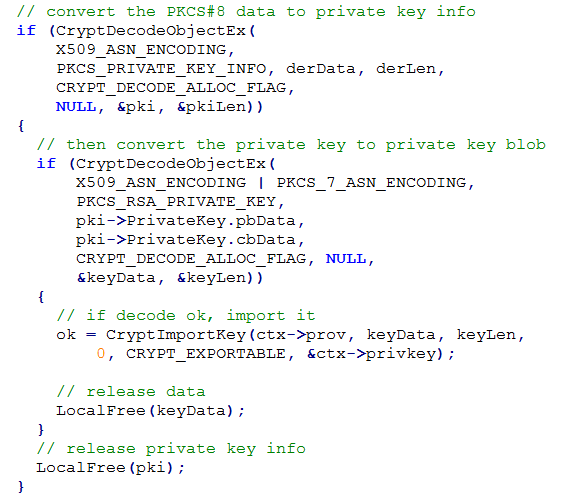 // convert the PKCS#8 data to private key info
if (CryptDecodeObjectEx(
X509_ASN_ENCODING,
PKCS_PRIVATE_KEY_INFO, derData, derLen,
CRYPT_DECODE_ALLOC_FLAG,
NULL, &pki, &pkiLen))
{
// then convert the private key to private key blob
if (CryptDecodeObjectEx(
X509_ASN_ENCODING | PKCS_7_ASN_ENCODING,
PKCS_RSA_PRIVATE_KEY,
pki->PrivateKey.pbData,
pki->PrivateKey.cbData,
CRYPT_DECODE_ALLOC_FLAG, NULL,
&keyData, &keyLen))
{
// if decode ok, import it
ok = CryptImportKey(ctx->prov, keyData, keyLen,
0, CRYPT_EXPORTABLE, &ctx->privkey);
// release data
LocalFree(keyData);
}
// release private key info
LocalFree(pki);
}